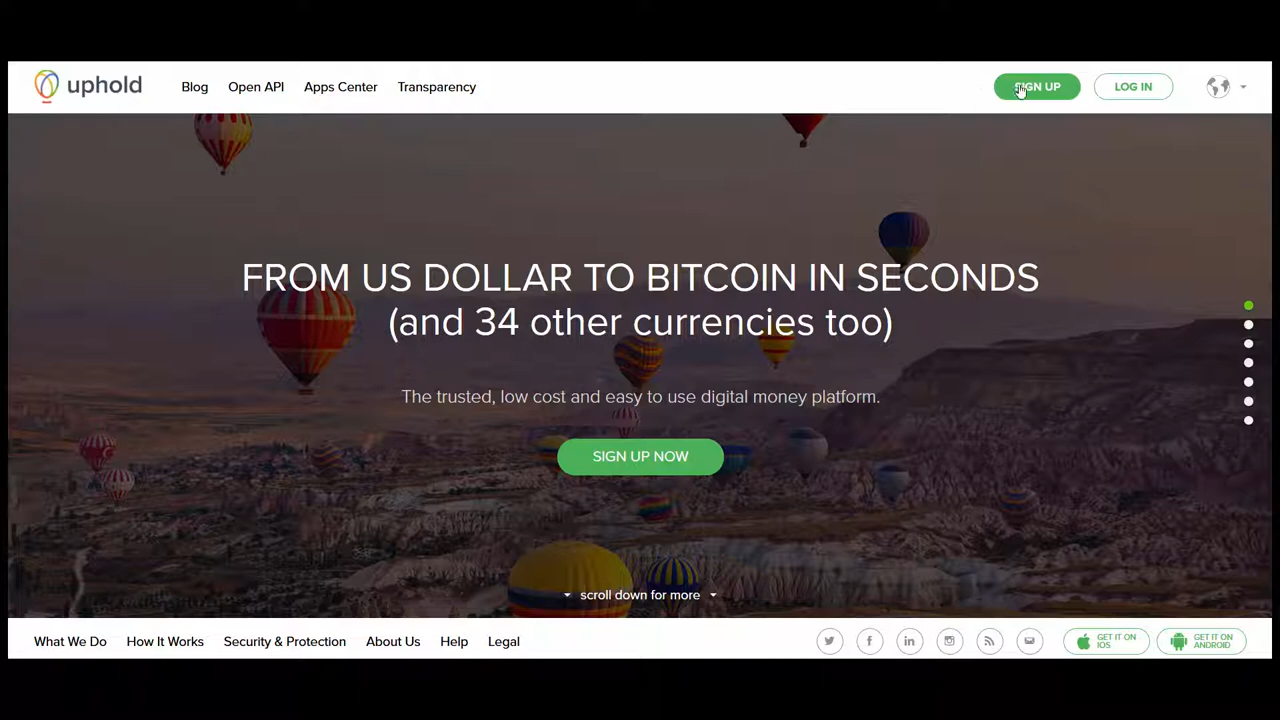 uphold
Blog Open API Apps Center Transparency
SIGN UP LOG IN
FROM US DOLLAR TO BITCOIN IN SECONDS
(and 34 other currencies too)
The trusted, low cost and easy to use digital money platform.
SIGN UP NOW
scroll down for more
What We Do How It Works Security & Protection About Us Help Legal
GET IT ON
IOS
GET IT ON
ANDROID